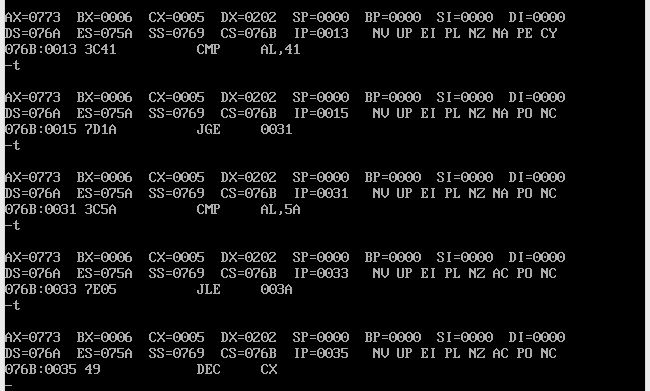 AX=0773  BX=0006  CX=0005  DX=0202  SP=0000  BP=0000  SI=0000  DI=0000
DS=076A  ES=075A  SS=0769  CS=076B  IP=0013   NV UP EI PL NZ NA PE CY
076B:0013 3C41          CMP     AL,41
-t
AX=0773  BX=0006  CX=0005  DX=0202  SP=0000  BP=0000  SI=0000  DI=0000
DS=076A  ES=075A  SS=0769  CS=076B  IP=0015   NV UP EI PL NZ NA PO NC
076B:0015 7D1A          JGE     0031
-t
AX=0773  BX=0006  CX=0005  DX=0202  SP=0000  BP=0000  SI=0000  DI=0000
DS=076A  ES=075A  SS=0769  CS=076B  IP=0031   NV UP EI PL NZ NA PO NC
076B:0031 3C5A          CMP     AL,5A
-t
AX=0773  BX=0006  CX=0005  DX=0202  SP=0000  BP=0000  SI=0000  DI=0000
DS=076A  ES=075A  SS=0769  CS=076B  IP=0033   NV UP EI PL NZ AC PO NC
076B:0033 7E05          JLE     003A
-t
AX=0773  BX=0006  CX=0005  DX=0202  SP=0000  BP=0000  SI=0000  DI=0000
DS=076A  ES=075A  SS=0769  CS=076B  IP=0035   NV UP EI PL NZ AC PO NC
076B:0035 49            DEC     CX
-